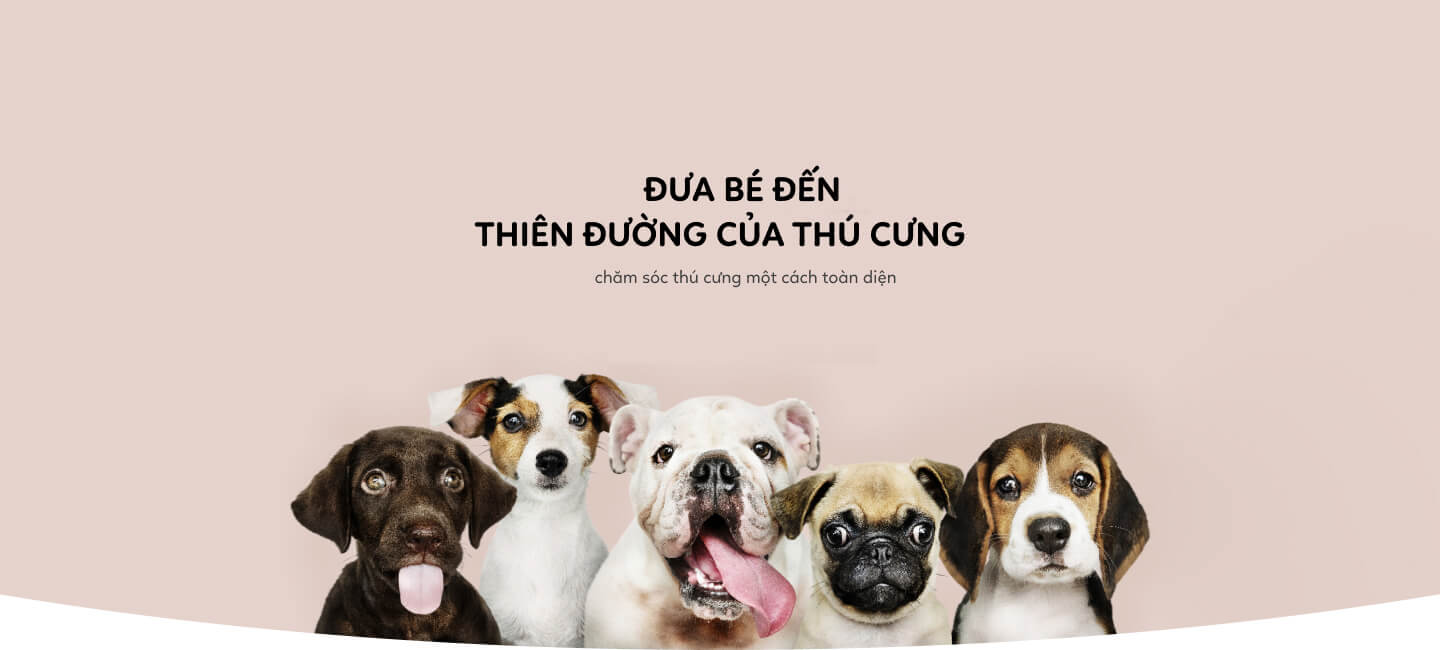 ĐƯA BÉ ĐẾN
THIÊN ĐƯỜNG CỦA THÚ CƯNG
chăm sóc thú cưng một cách toàn diện